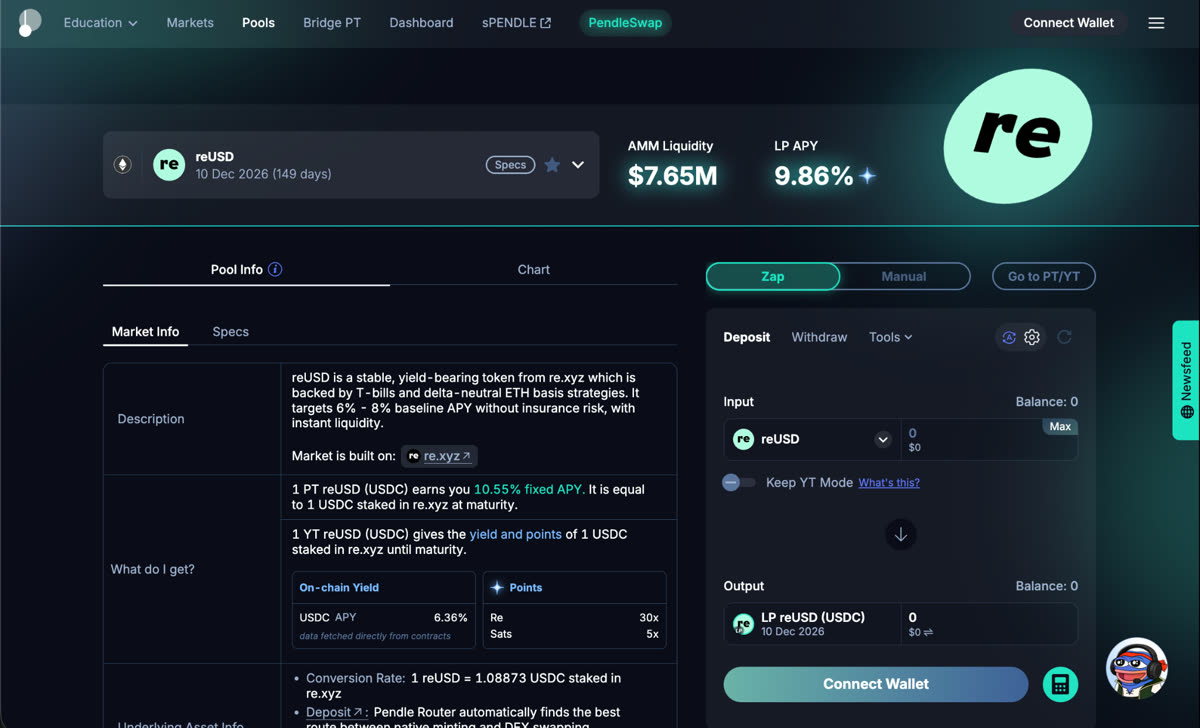 Education
Markets
Pools
Bridge PT
Dashboard
sPENDLE
PendleSwap
Connect Wallet
re
reUSD
10 Dec 2026 (149 days)
Specs
AMM Liquidity
$7.65M
LP APY
9.86%
re
Pool Info
Chart
Zap
Manual
Go to PT/YT
Market Info
Specs
Description
reUSD is a stable, yield-bearing token from re.xyz which is
backed by T-bills and delta-neutral ETH basis strategies. It
targets 6% - 8% baseline APY without insurance risk, with
instant liquidity.
Market is built on: re re.xyz
What do I get?
1 PT reUSD (USDC) earns you 10.55% fixed APY. It is equal
to 1 USDC staked in re.xyz at maturity.
1 YT reUSD (USDC) gives the yield and points of 1 USDC
staked in re.xyz until maturity.
On-chain Yield
USDC APY 6.36%
data fetched directly from contracts
Points
Re 30x
Sats 5x
Underlying Asset Info
• Conversion Rate: 1 reUSD = 1.08873 USDC staked in
re.xyz
• Deposit: Pendle Router automatically finds the best
route between native minting and DEX swapping
Deposit
Withdraw
Tools
Input
Balance: 0
re reUSD
0
$0
Max
Keep YT Mode What's this?
Output
Balance: 0
re
LP reUSD (USDC)
10 Dec 2026
0
$0
Connect Wallet
Newsfeed